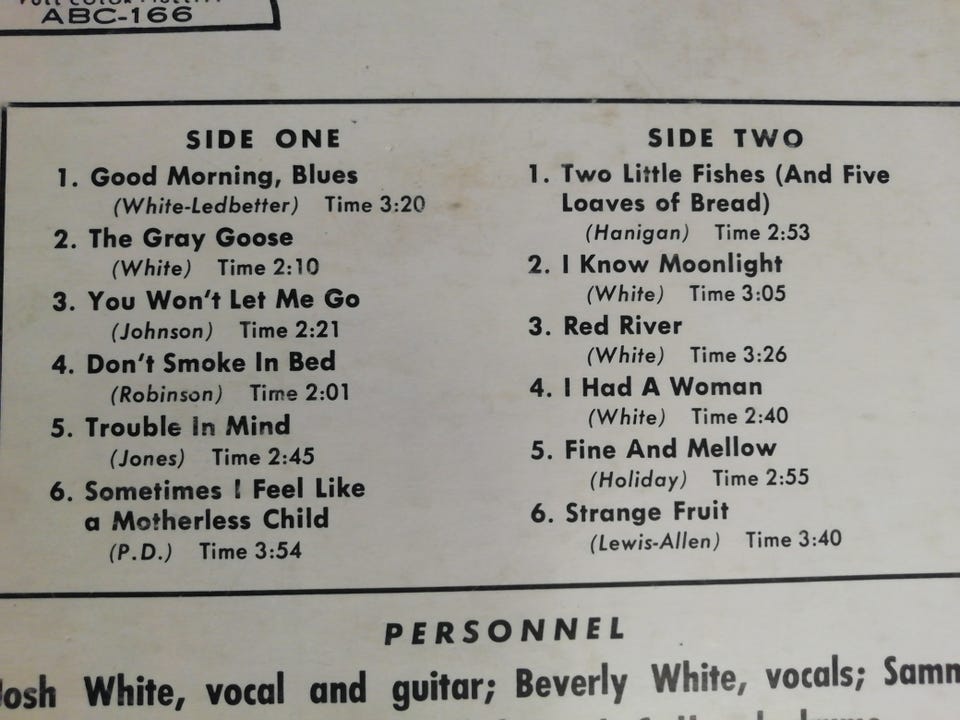 ABC-166
SIDE ONE
1. Good Morning, Blues
(White-Ledbetter) Time 3:20
2. The Gray Goose
(White) Time 2:10
3. You Won't Let Me Go
(Johnson) Time 2:21
4. Don't Smoke In Bed
(Robinson) Time 2:01
5. Trouble In Mind
(Jones) Time 2:45
6. Sometimes I Feel Like
a Motherless Child
(P.D.) Time 3:54
SIDE TWO
1. Two Little Fishes (And Five
Loaves of Bread)
(Hanigan) Time 2:53
2. I Know Moonlight
(White) Time 3:05
3. Red River
(White) Time 3:26
4. I Had A Woman
(White) Time 2:40
5. Fine And Mellow
(Holiday) Time 2:55
6. Strange Fruit
(Lewis-Allen) Time 3:40
PERSONNEL
Josh White, vocal and guitar; Beverly White, vocals; Samm